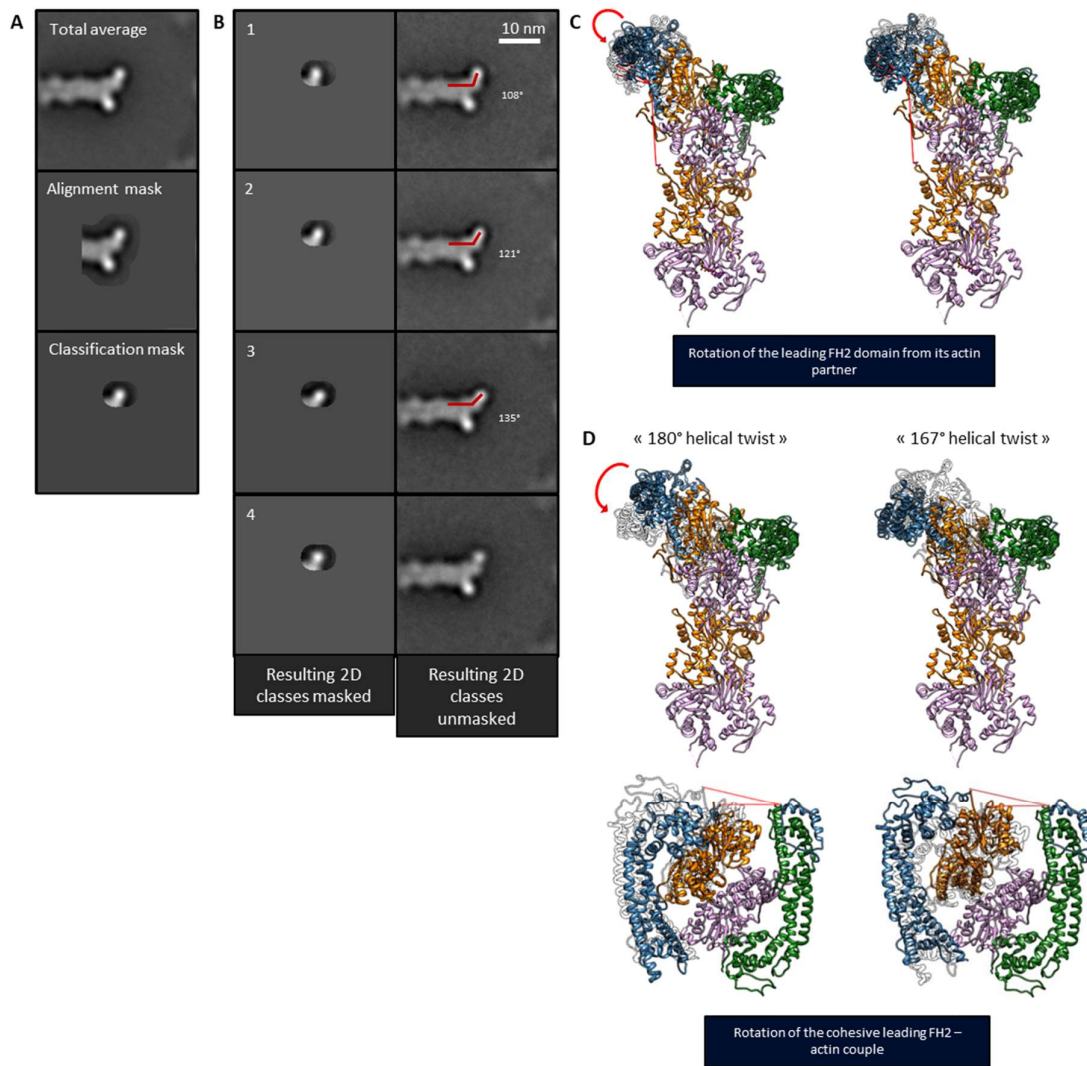 A
Total average
Alignment mask
Classification mask
B
1
10 nm
108°
2
121°
3
135°
4
Resulting 2D
classes masked
Resulting 2D
classes
unmasked
C
Rotation of the leading FH2 domain from its actin
partner
D
« 180° helical twist »
« 167° helical twist »
Rotation of the cohesive leading FH2 –
actin couple